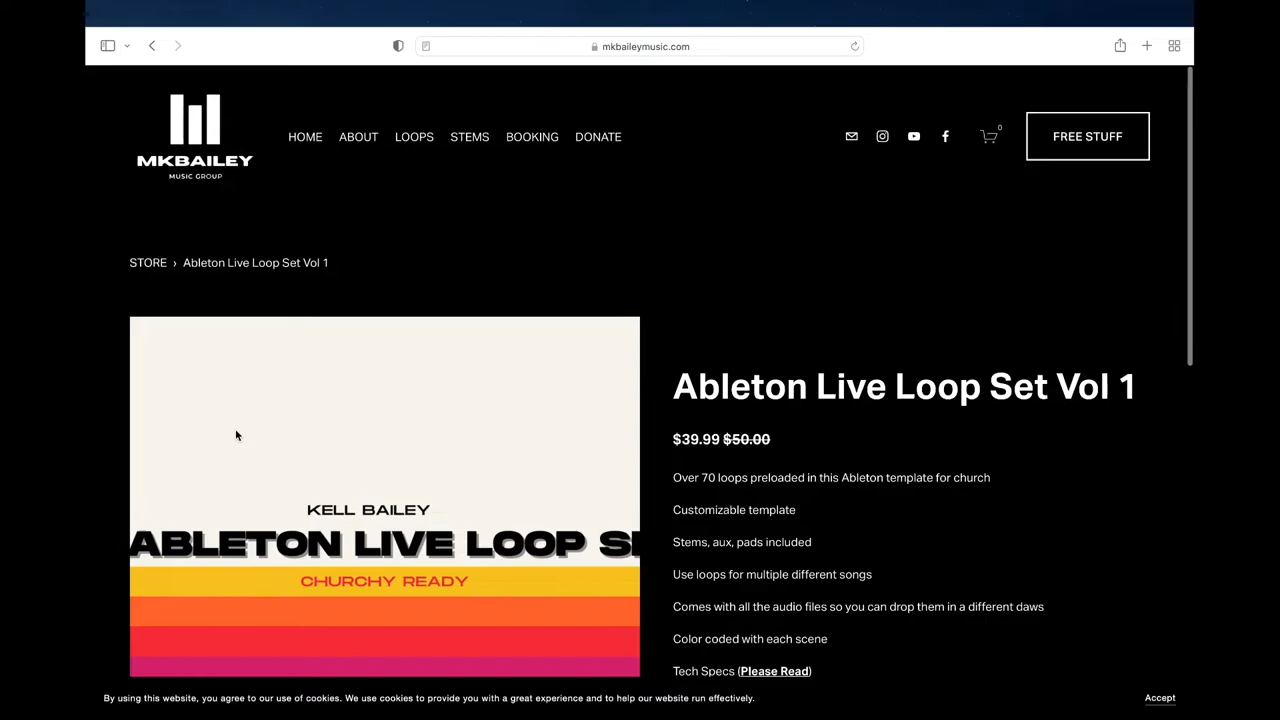 mkbaileymusic.com
MKBAILEY
MUSIC GROUP
HOME ABOUT LOOPS STEMS BOOKING DONATE
0
FREE STUFF
STORE › Ableton Live Loop Set Vol 1
KELL BAILEY
ABLETON LIVE LOOP SE
CHURCHY READY
Ableton Live Loop Set Vol 1
$39.99 $50.00
Over 70 loops preloaded in this Ableton template for church
Customizable template
Stems, aux, pads included
Use loops for multiple different songs
Comes with all the audio files so you can drop them in a different daws
Color coded with each scene
Tech Specs (Please Read)
By using this website, you agree to our use of cookies. We use cookies to provide you with a great experience and to help our website run effectively.
Accept